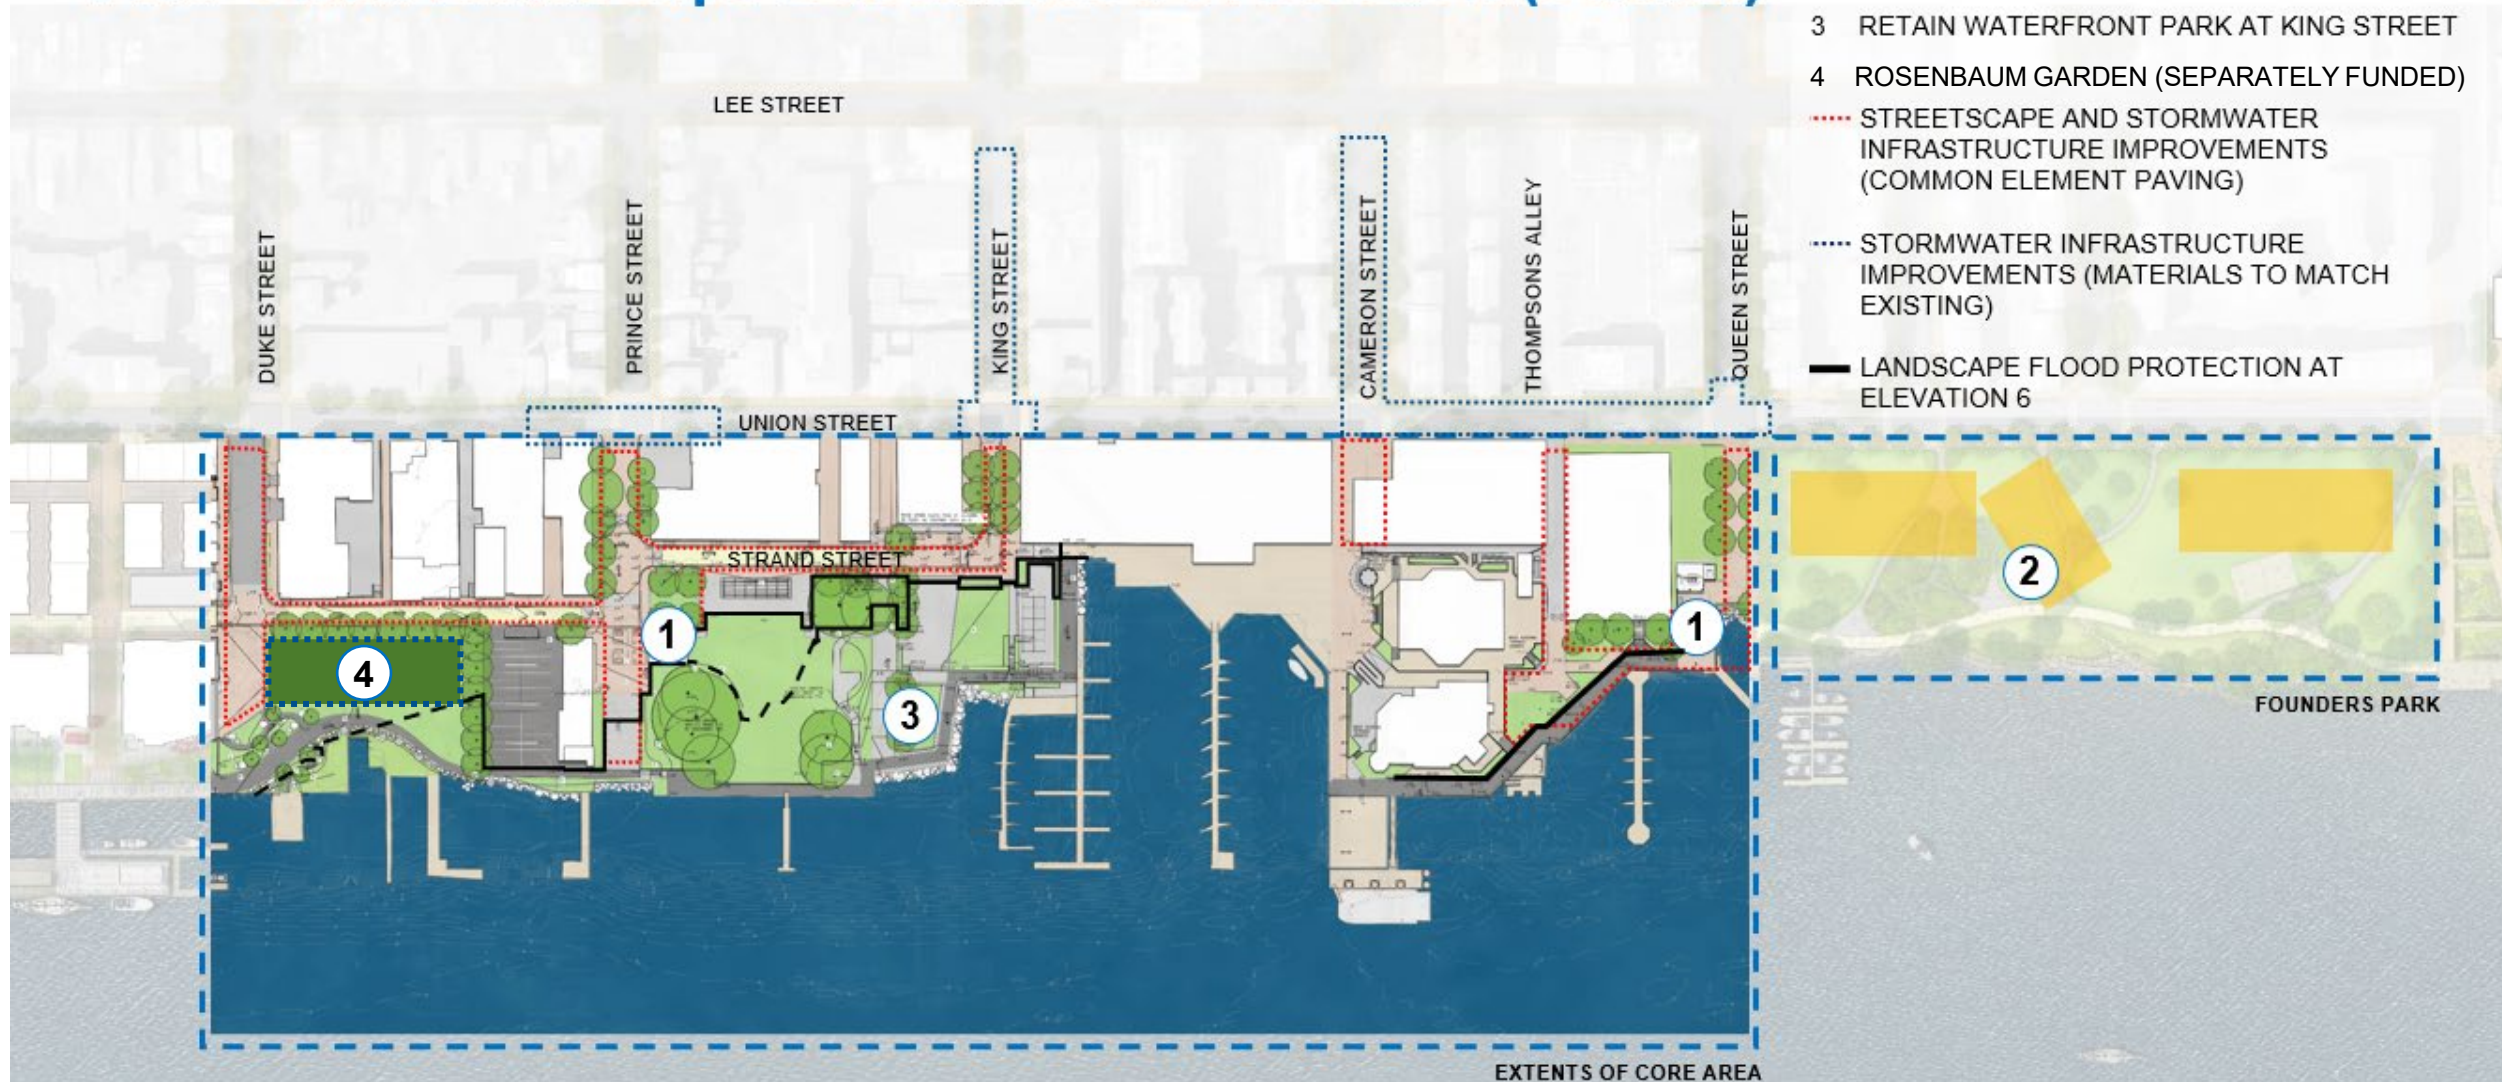 3 RETAIN WATERFRONT PARK AT KING STREET
4 ROSENBAUM GARDEN (SEPARATELY FUNDED)
STREETSCAPE AND STORMWATER
INFRASTRUCTURE IMPROVEMENTS
(COMMON ELEMENT PAVING)
STORMWATER INFRASTRUCTURE
IMPROVEMENTS (MATERIALS TO MATCH
EXISTING)
LANDSCAPE FLOOD PROTECTION AT
ELEVATION 6
LEE STREET
DUKE STREET
PRINCE STREET
KING STREET
CAMERON STREET
THOMPSONS ALLEY
QUEEN STREET
UNION STREET
STRAND STREET
1
4
3
1
2
FOUNDERS PARK
EXTENTS OF CORE AREA